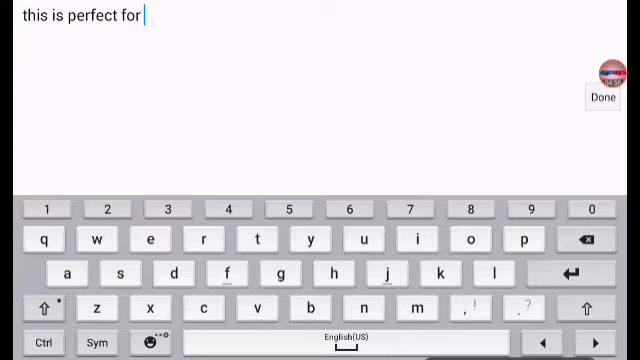 this is perfect for
Done
1 2 3 4 5 6 7 8 9 0
q w e r t y u i o p
a s d f g h j k l
z x c v b n m , ! . ?
Ctrl Sym English(US)